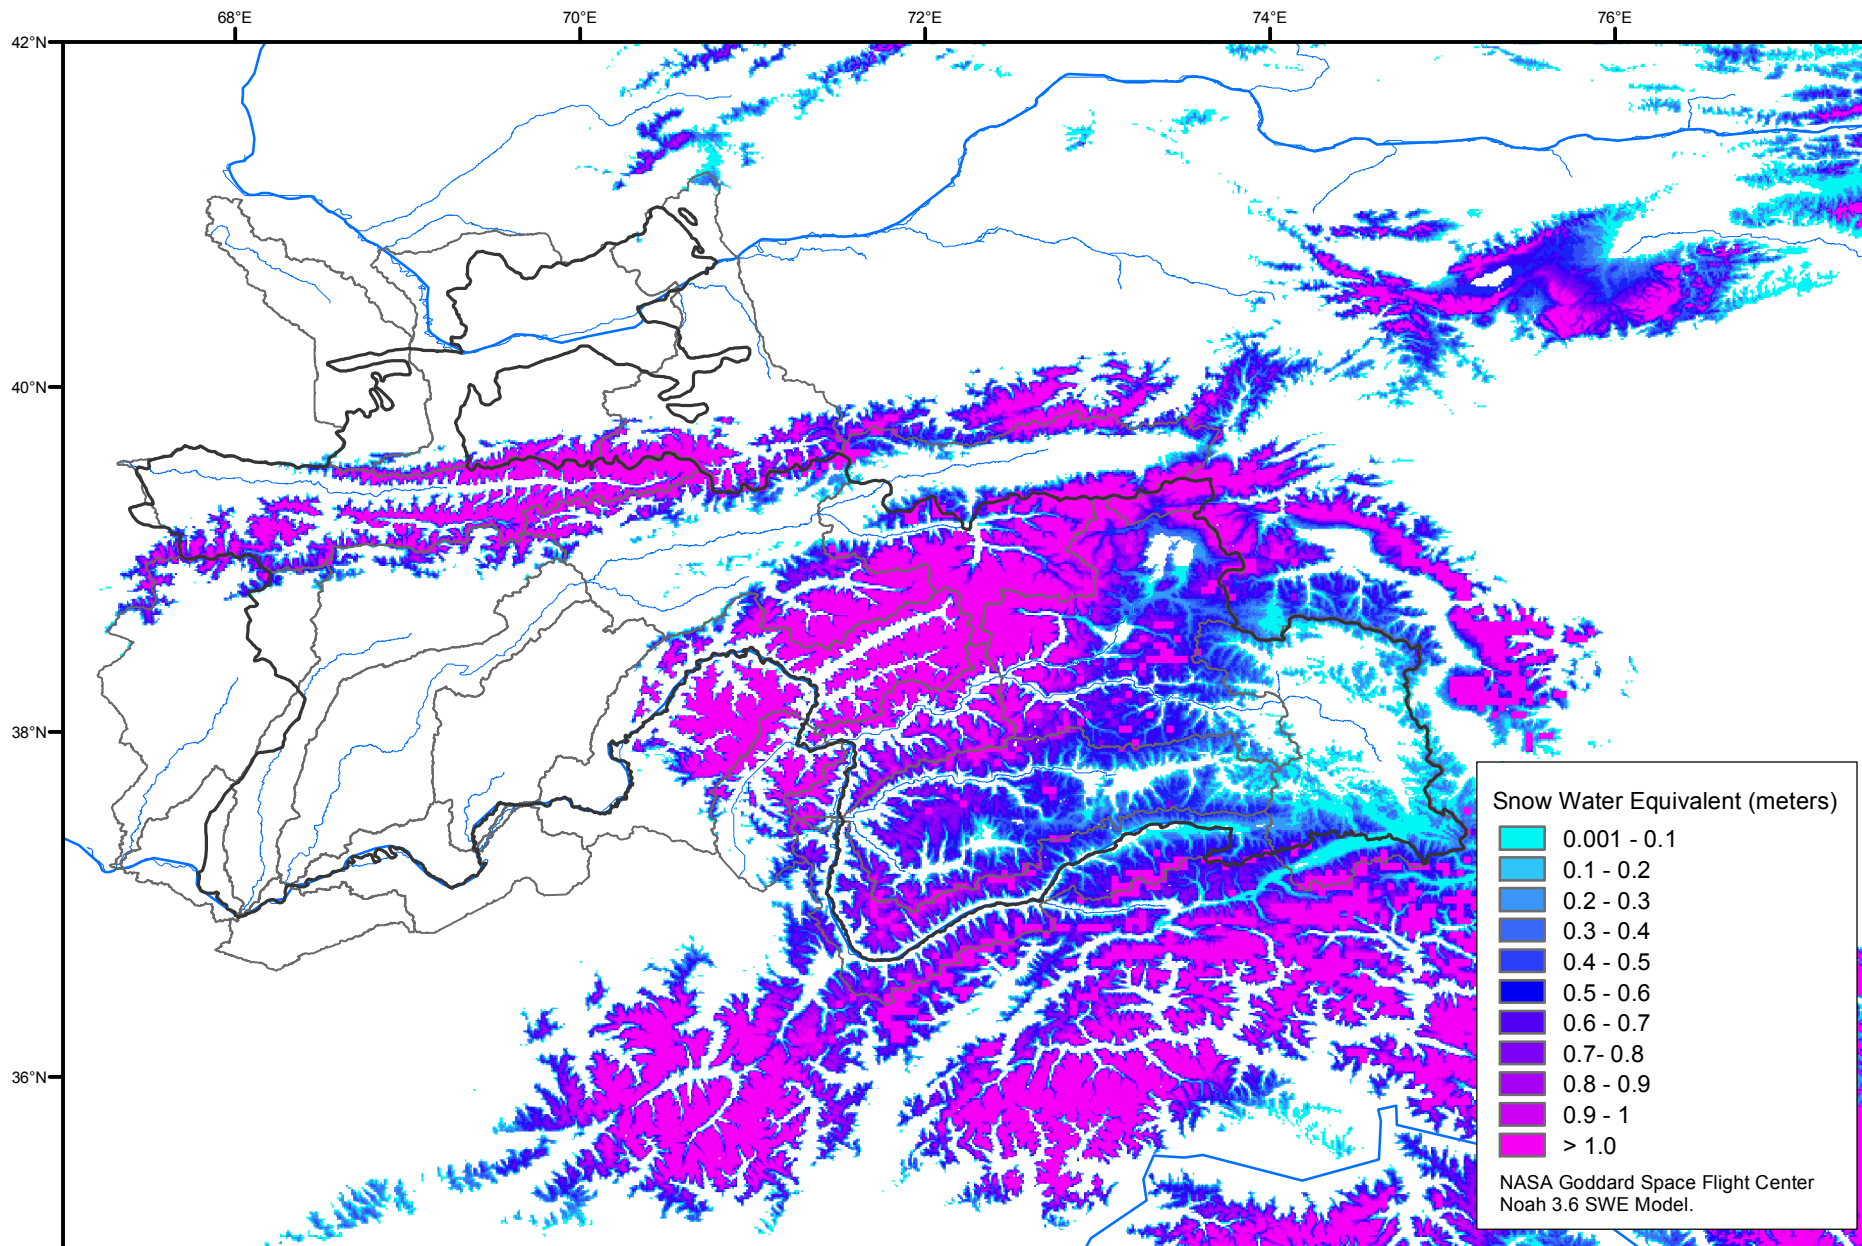 68°E 70°E 72°E 74°E 76°E
42°N
40°N
38°N
36°N
Snow Water Equivalent (meters)
0.001 - 0.1
0.1 - 0.2
0.2 - 0.3
0.3 - 0.4
0.4 - 0.5
0.5 - 0.6
0.6 - 0.7
0.7- 0.8
0.8 - 0.9
0.9 - 1
> 1.0
NASA Goddard Space Flight Center
Noah 3.6 SWE Model.